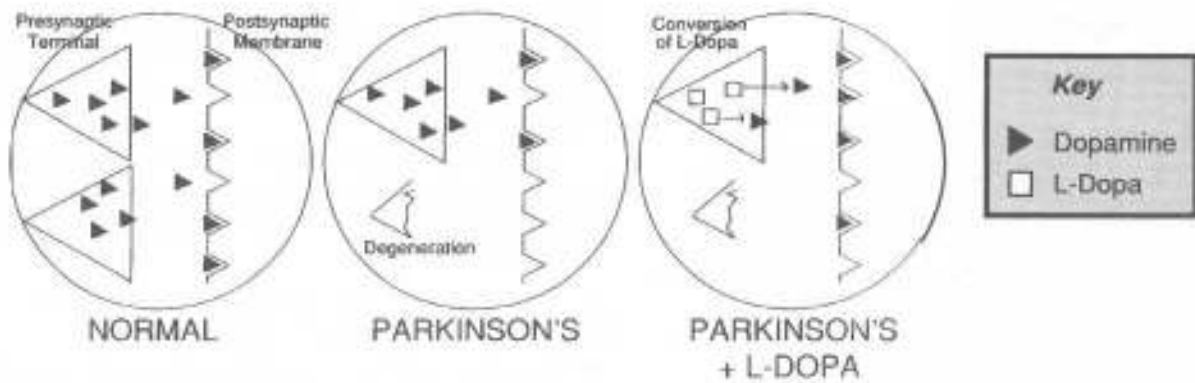 Presynaptic
Terminal
Postsynaptic
Membrane
Conversion
of L-Dopa
Key
Dopamine
L-Dopa
Degeneration
NORMAL
PARKINSON'S
PARKINSON'S
+ L-DOPA